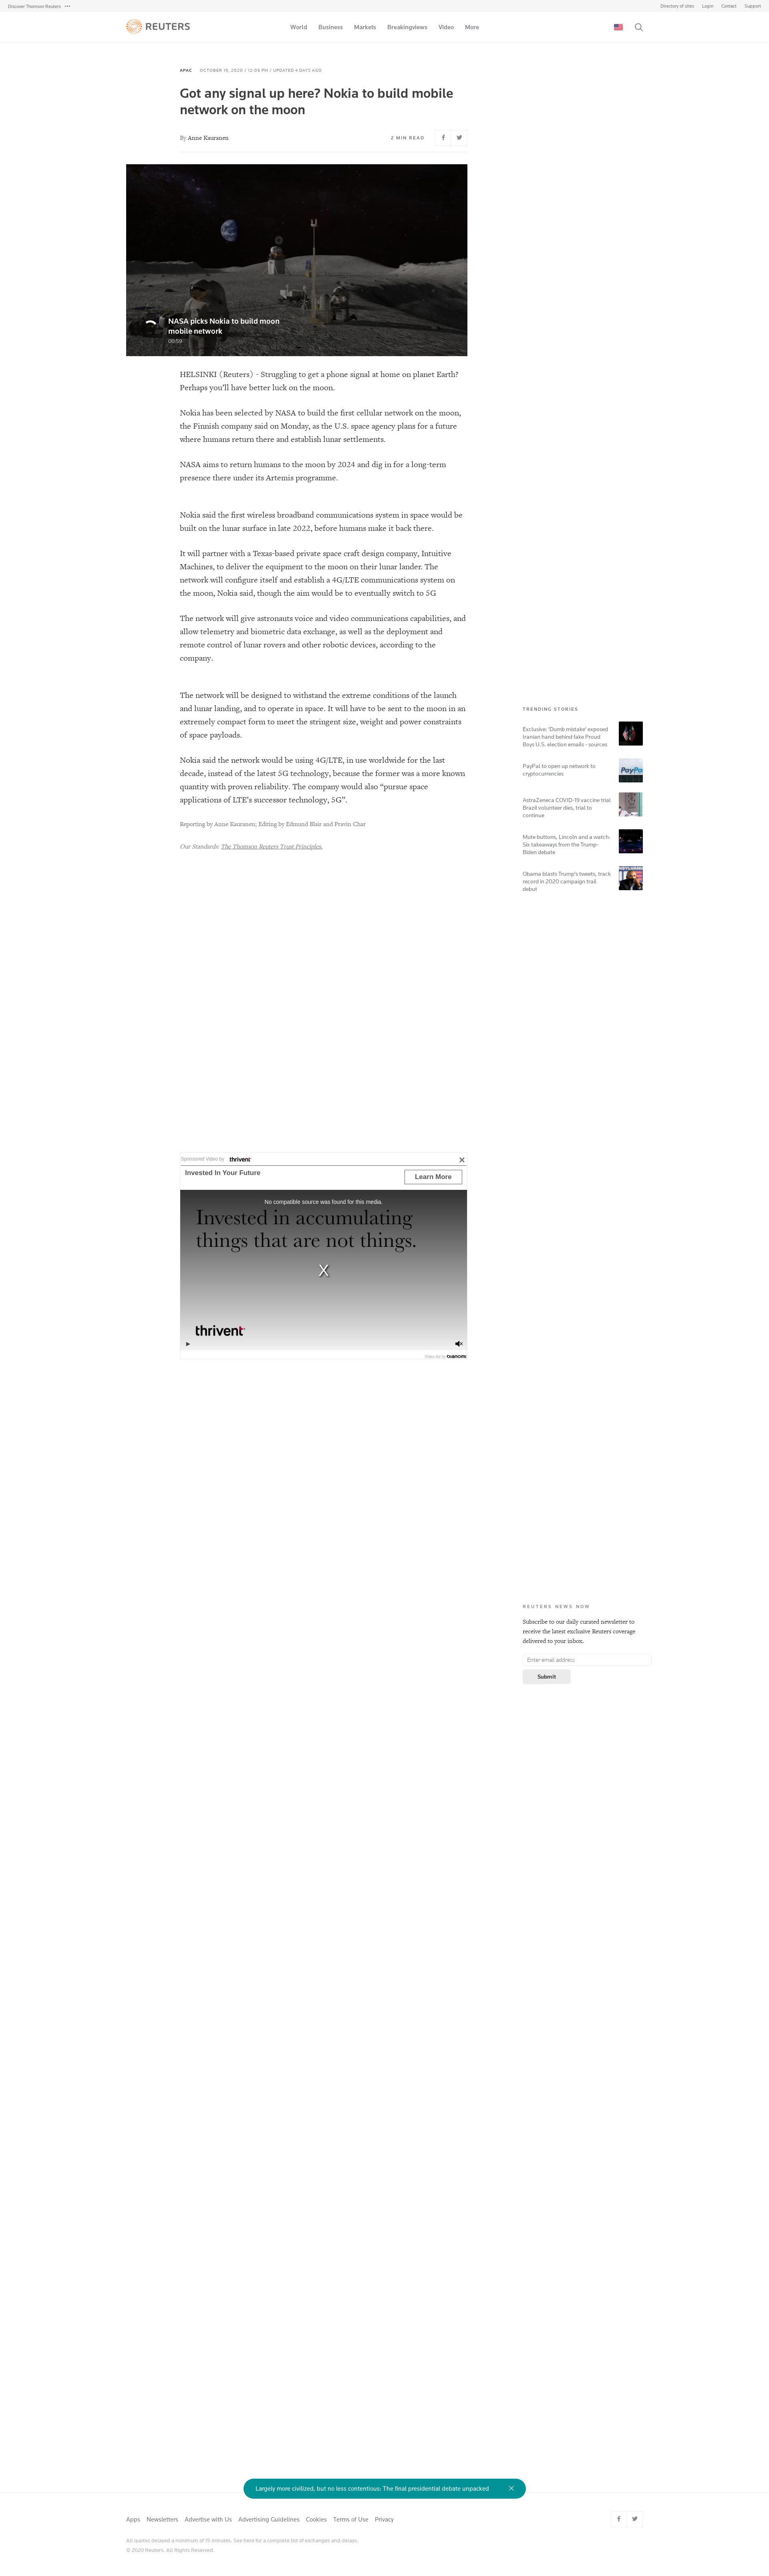 Discover Thomson Reuters
Directory of sites Login Contact Support
REUTERS
World Business Markets Breakingviews Video More
APAC OCTOBER 19, 2020 / 12:05 PM / UPDATED 4 DAYS AGO
Got any signal up here? Nokia to build mobile
network on the moon
By Anne Kauranen
2 MIN READ
NASA picks Nokia to build moon
mobile network
00:59
HELSINKI (Reuters) - Struggling to get a phone signal at home on planet Earth?
Perhaps you’ll have better luck on the moon.
Nokia has been selected by NASA to build the first cellular network on the moon,
the Finnish company said on Monday, as the U.S. space agency plans for a future
where humans return there and establish lunar settlements.
NASA aims to return humans to the moon by 2024 and dig in for a long-term
presence there under its Artemis programme.
Nokia said the first wireless broadband communications system in space would be
built on the lunar surface in late 2022, before humans make it back there.
It will partner with a Texas-based private space craft design company, Intuitive
Machines, to deliver the equipment to the moon on their lunar lander. The
network will configure itself and establish a 4G/LTE communications system on
the moon, Nokia said, though the aim would be to eventually switch to 5G
The network will give astronauts voice and video communications capabilities, and
allow telemetry and biometric data exchange, as well as the deployment and
remote control of lunar rovers and other robotic devices, according to the
company.
The network will be designed to withstand the extreme conditions of the launch
and lunar landing, and to operate in space. It will have to be sent to the moon in an
extremely compact form to meet the stringent size, weight and power constraints
of space payloads.
Nokia said the network would be using 4G/LTE, in use worldwide for the last
decade, instead of the latest 5G technology, because the former was a more known
quantity with proven reliability. The company would also “pursue space
applications of LTE’s successor technology, 5G”.
Reporting by Anne Kauranen; Editing by Edmund Blair and Pravin Char
Our Standards: The Thomson Reuters Trust Principles.
TRENDING STORIES
Exclusive: 'Dumb mistake' exposed
Iranian hand behind fake Proud
Boys U.S. election emails - sources
PayPal to open up network to
cryptocurrencies
AstraZeneca COVID-19 vaccine trial
Brazil volunteer dies, trial to
continue
Mute buttons, Lincoln and a watch:
Six takeaways from the Trump-
Biden debate
Obama blasts Trump's tweets, track
record in 2020 campaign trail
debut
Sponsored Video by thrivent
Invested In Your Future
Learn More
No compatible source was found for this media.
Invested in accumulating
things that are not things.
X
thrivent
REUTERS NEWS NOW
Subscribe to our daily curated newsletter to
receive the latest exclusive Reuters coverage
delivered to your inbox.
Enter email address
Submit
Largely more civilized, but no less contentious: The final presidential debate unpacked
Apps Newsletters Advertise with Us Advertising Guidelines Cookies Terms of Use Privacy
All quotes delayed a minimum of 15 minutes. See here for a complete list of exchanges and delays.
© 2020 Reuters. All Rights Reserved.